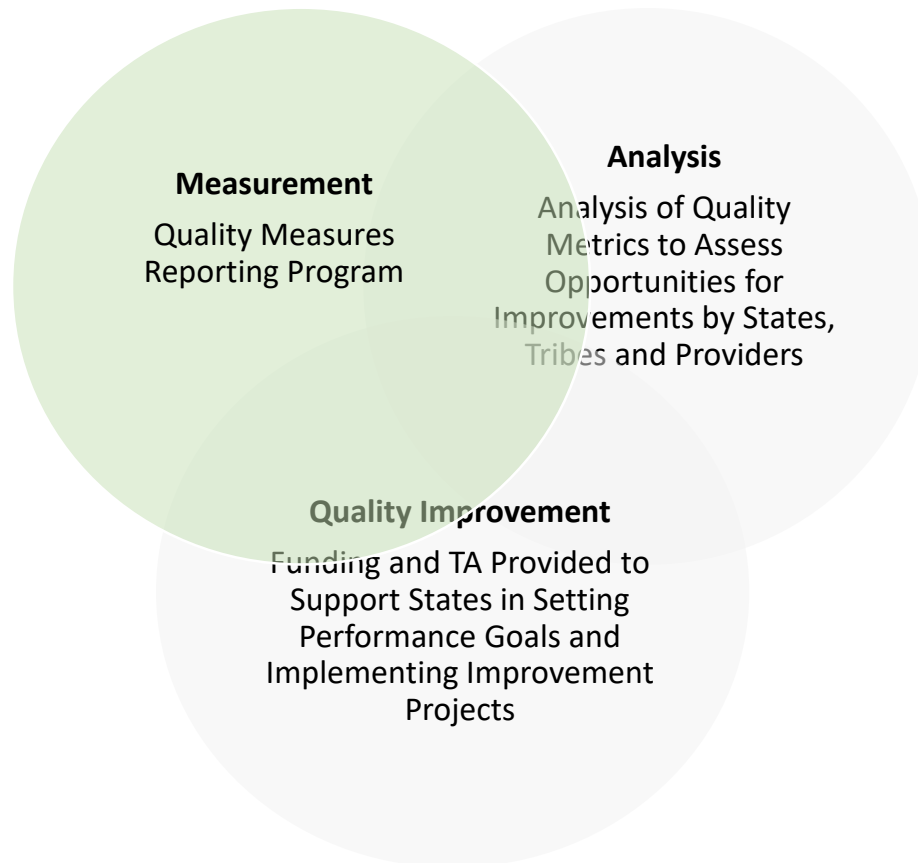 Measurement
Quality Measures
Reporting Program
Analysis
Analysis of Quality
Metrics to Assess
Opportunities for
Improvements by States,
Tribes and Providers
Quality Improvement
Funding and TA Provided to
Support States in Setting
Performance Goals and
Implementing Improvement
Projects